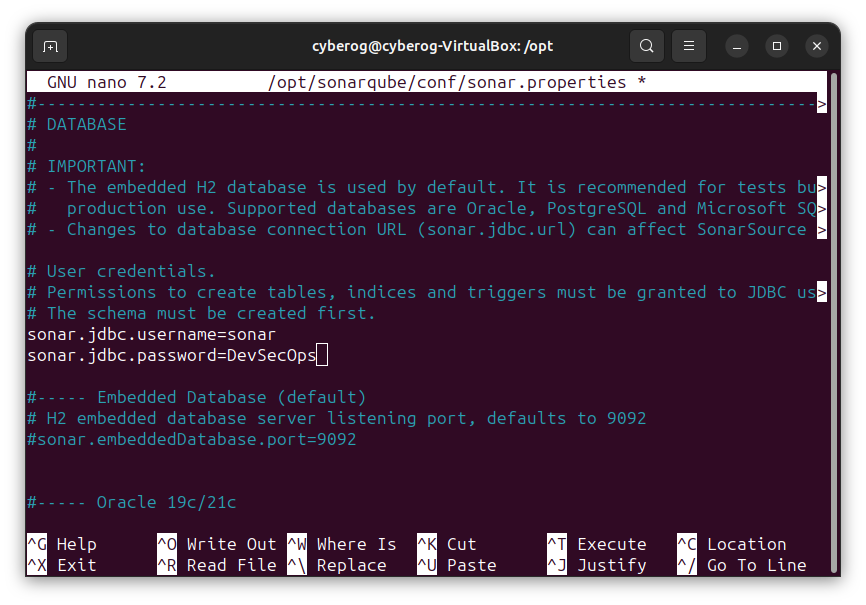 cyberog@cyberog-VirtualBox: /opt
GNU nano 7.2 /opt/sonarqube/conf/sonar.properties *
#------------------------------------------------------------------------------>
# DATABASE
#
# IMPORTANT:
# - The embedded H2 database is used by default. It is recommended for tests bu>
#   production use. Supported databases are Oracle, PostgreSQL and Microsoft SQ>
# - Changes to database connection URL (sonar.jdbc.url) can affect SonarSource >
# User credentials.
# Permissions to create tables, indices and triggers must be granted to JDBC us>
# The schema must be created first.
sonar.jdbc.username=sonar
sonar.jdbc.password=DevSecOps
#----- Embedded Database (default)
# H2 embedded database server listening port, defaults to 9092
#sonar.embeddedDatabase.port=9092
#----- Oracle 19c/21c
^G Help ^O Write Out ^W Where Is ^K Cut ^T Execute ^C Location
^X Exit ^R Read File ^\ Replace ^U Paste ^J Justify ^/ Go To Line